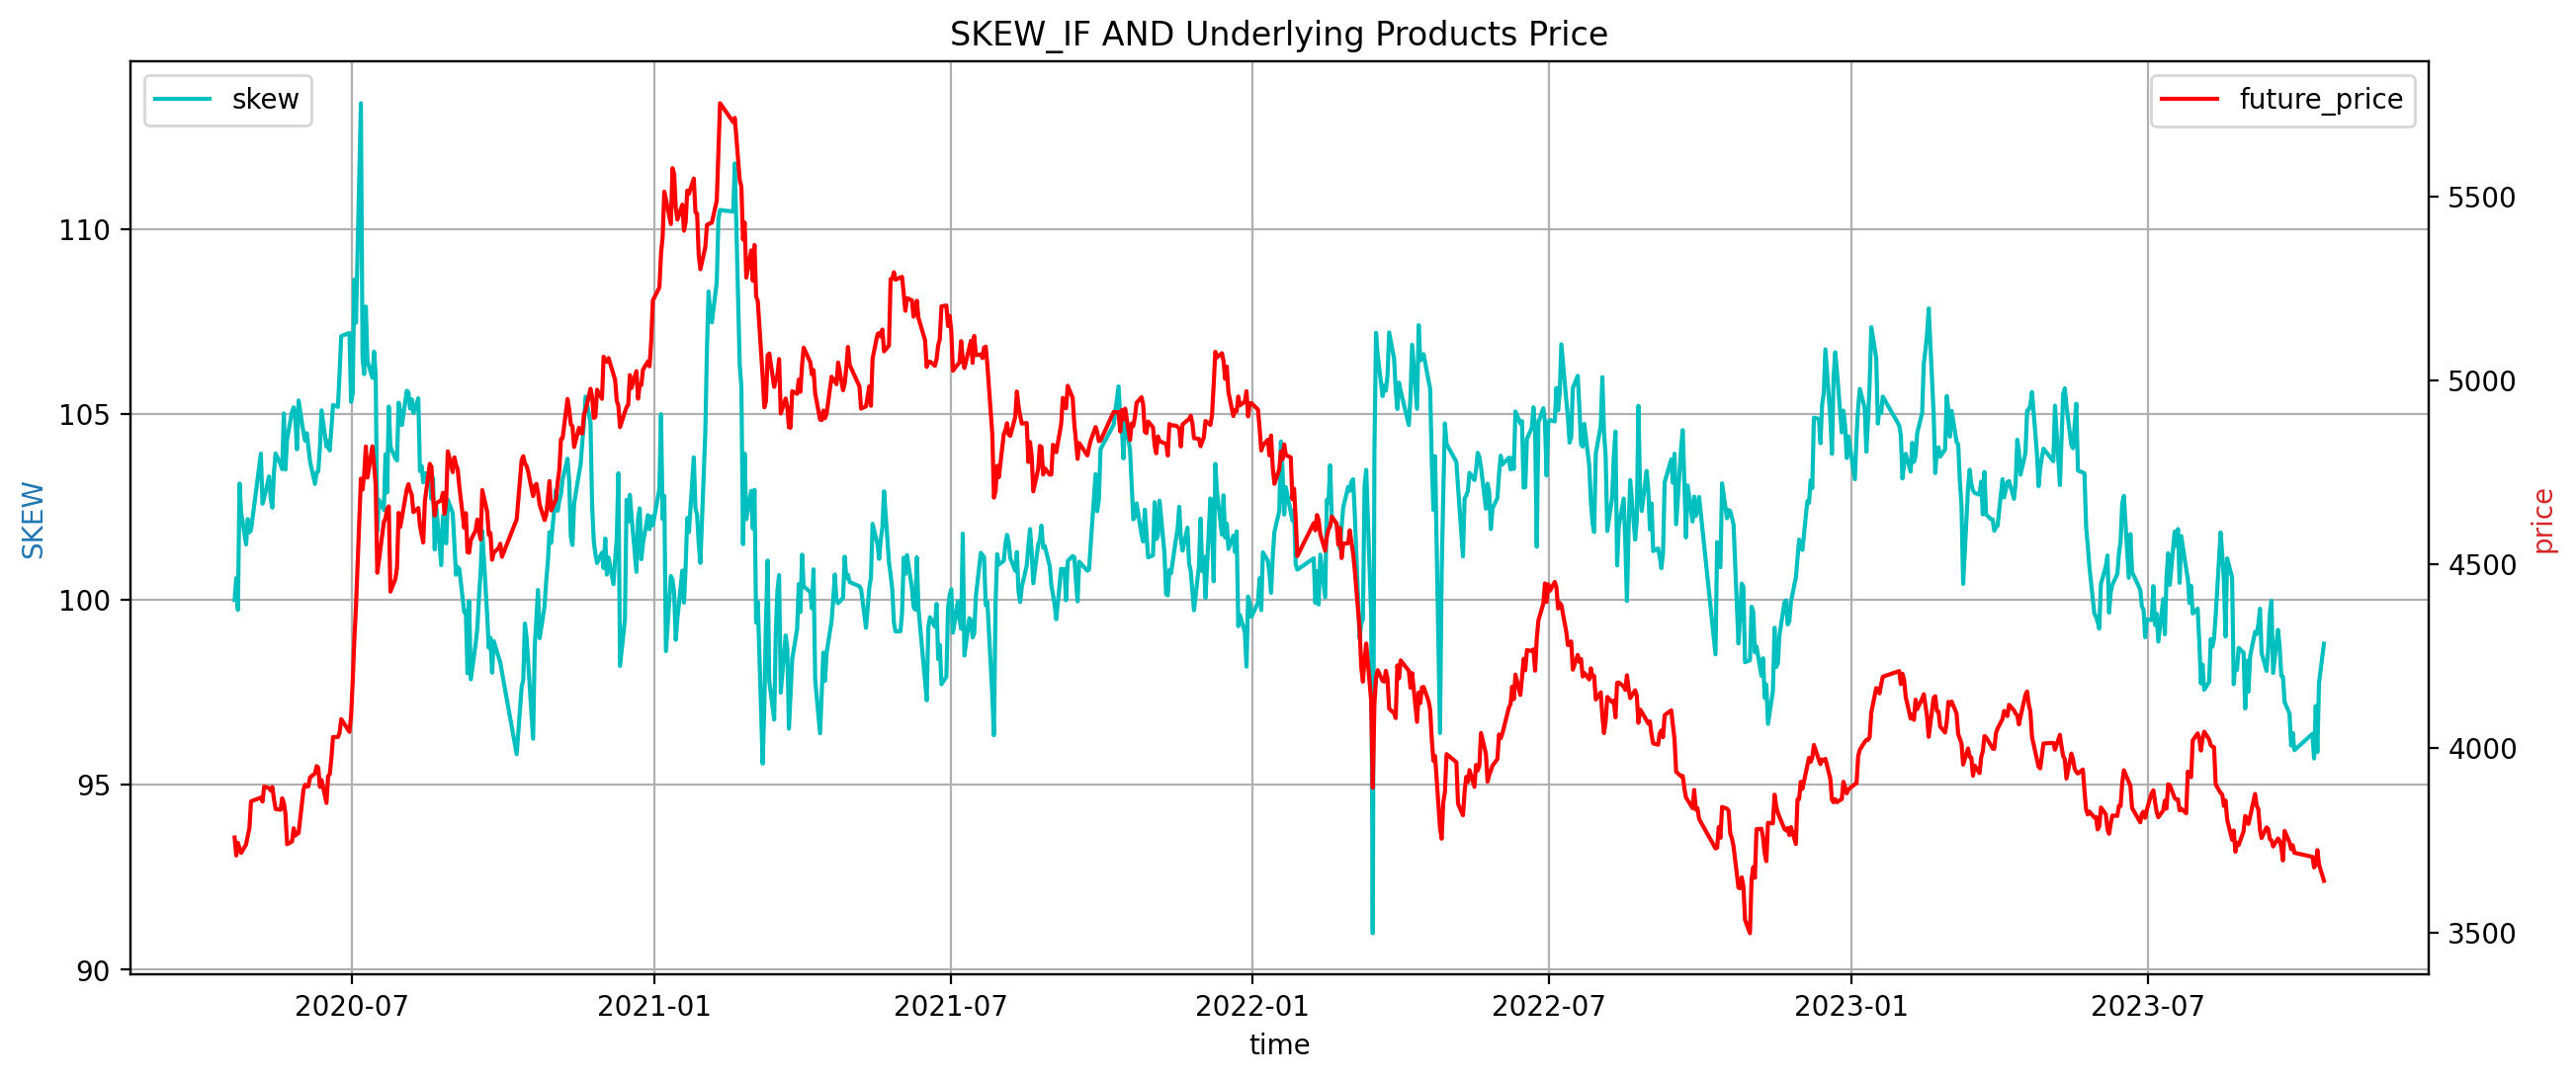 SKEW_IF AND Underlying Products Price
skew
future_price
SKEW
110
105
100
95
90
5500
5000
4500
4000
3500
price
2020-07
2021-01
2021-07
2022-01
2022-07
2023-01
2023-07
time